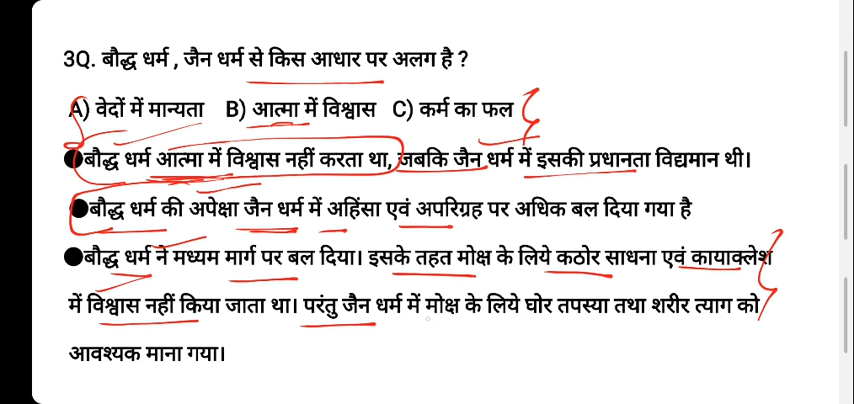 3Q. बौद्ध धर्म , जैन धर्म से किस आधार पर अलग है ?
A) वेदों में मान्यता B) आत्मा में विश्वास C) कर्म का फल
●बौद्ध धर्म आत्मा में विश्वास नहीं करता था, जबकि जैन धर्म में इसकी प्रधानता विद्यमान थी।
●बौद्ध धर्म की अपेक्षा जैन धर्म में अहिंसा एवं अपरिग्रह पर अधिक बल दिया गया है
●बौद्ध धर्म ने मध्यम मार्ग पर बल दिया। इसके तहत मोक्ष के लिये कठोर साधना एवं कायाक्लेश
में विश्वास नहीं किया जाता था। परंतु जैन धर्म में मोक्ष के लिये घोर तपस्या तथा शरीर त्याग को
आवश्यक माना गया।